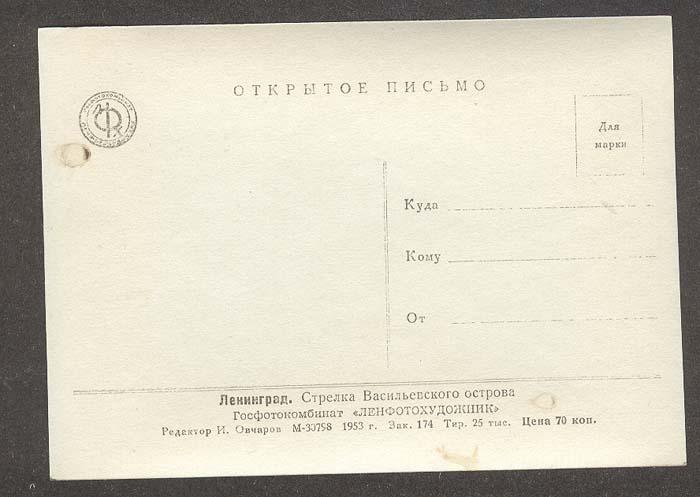 ОТКРЫТОЕ ПИСЬМО
Для
марки
Куда
Кому
От
Ленинград. Стрелка Васильевского острова
Госфотокомбинат «ЛЕНФОТОХУДОЖНИК»
Редактор И. Овчаров М-33798 1953 г. Зак. 174 Тир. 25 тыс. Цена 70 коп.